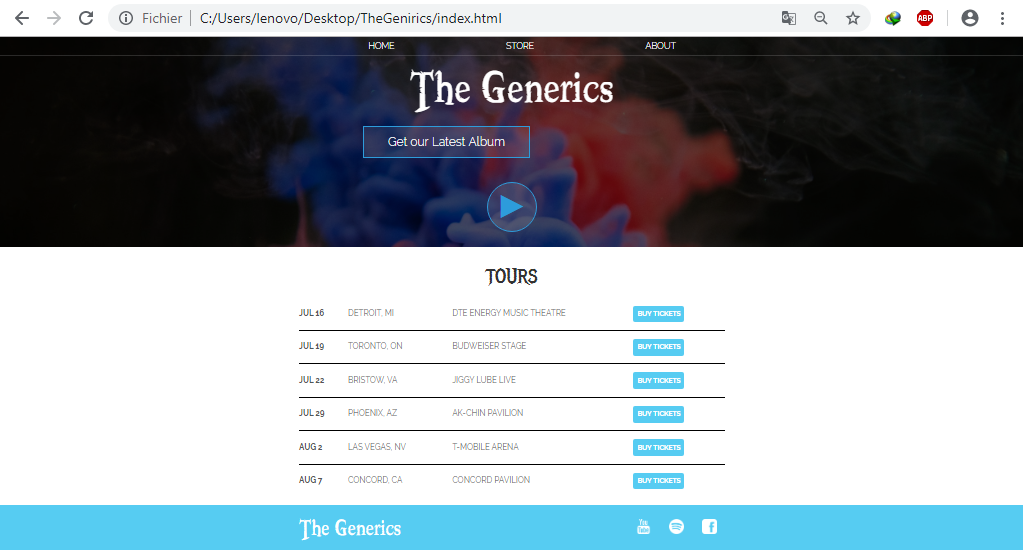 Fichier C:/Users/lenovo/Desktop/TheGenirics/index.html ABP
HOME STORE ABOUT
The Generics
Get our Latest Album
TOURS
JUL 16 DETROIT, MI DTE ENERGY MUSIC THEATRE BUY TICKETS
JUL 19 TORONTO, ON BUDWEISER STAGE BUY TICKETS
JUL 22 BRISTOW, VA JIGGY LUBE LIVE BUY TICKETS
JUL 29 PHOENIX, AZ AK-CHIN PAVILION BUY TICKETS
AUG 2 LAS VEGAS, NV T-MOBILE ARENA BUY TICKETS
AUG 7 CONCORD, CA CONCORD PAVILION BUY TICKETS
The Generics You Tube